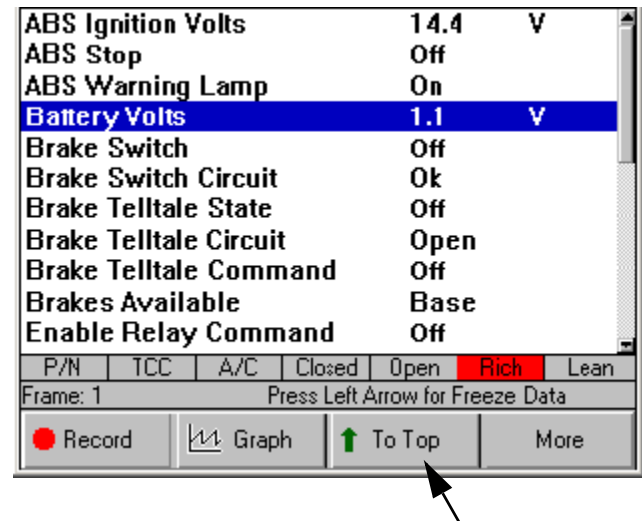 ABS Ignition Volts 14.4 V
ABS Stop Off
ABS Warning Lamp On
Battery Volts 1.1 V
Brake Switch Off
Brake Switch Circuit Ok
Brake Telltale State Off
Brake Telltale Circuit Open
Brake Telltale Command Off
Brakes Available Base
Enable Relay Command Off
P/N TCC A/C Closed Open Rich Lean
Frame: 1 Press Left Arrow for Freeze Data
Record Graph To Top More